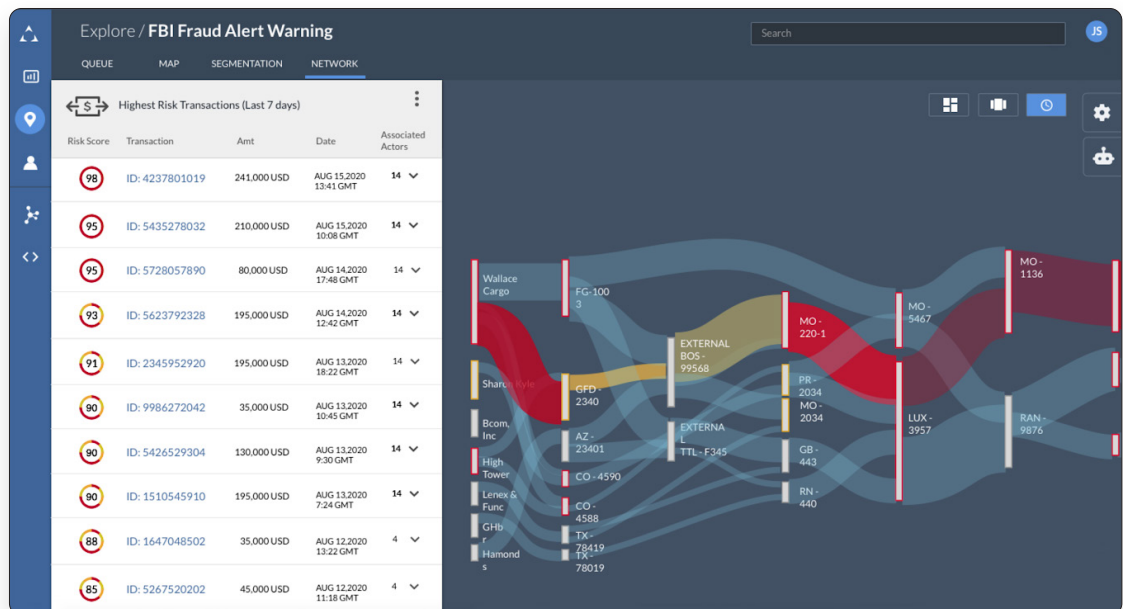 Explore / FBI Fraud Alert Warning
Search
JS
QUEUE MAP SEGMENTATION NETWORK
Highest Risk Transactions (Last 7 days)
Risk Score Transaction Amt Date Associated
Actors
98 ID: 4237801019 241,000 USD AUG 15,2020 14
13:41 GMT
95 ID: 5435278032 210,000 USD AUG 15,2020 14
10:08 GMT
95 ID: 5728057890 80,000 USD AUG 14,2020 14
17:48 GMT
93 ID: 5623792328 195,000 USD AUG 14,2020 14
12:42 GMT
91 ID: 2345952920 195,000 USD AUG 13,2020 14
18:22 GMT
90 ID: 9986272042 35,000 USD AUG 13,2020 14
10:45 GMT
90 ID: 5426529304 130,000 USD AUG 13,2020 14
9:30 GMT
90 ID: 1510545910 195,000 USD AUG 13,2020 14
7:24 GMT
88 ID: 1647048502 35,000 USD AUG 12,2020 4
13:22 GMT
85 ID: 5267520202 45,000 USD AUG 12,2020 4
11:18 GMT
Wallace
Cargo
Sharon Kyle
Bcom,
Inc
High
Tower
Lenex &
Func
GHb
r
Hamond
s
FG-100
3
GFD -
2340
AZ -
23401
CO - 4590
CO -
4588
TX -
78419
TX -
78019
EXTERNAL
BOS -
99568
EXTERNA
L
TTL - F345
MO -
220-1
PR -
2034
MO -
2034
GB -
443
RN -
440
MO -
5467
LUX -
3957
MO -
1136
RAN -
9876